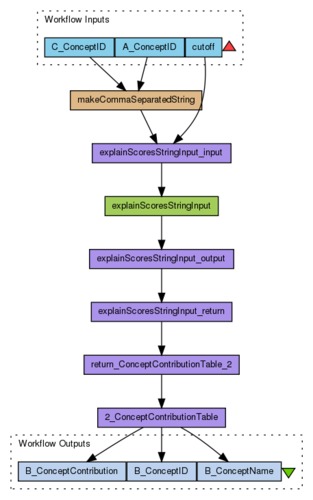 Workflow Inputs
C_ConceptID A_ConceptID cutoff
makeCommaSeparatedString
explainScoresStringInput_input
explainScoresStringInput
explainScoresStringInput_output
explainScoresStringInput_return
return_ConceptContributionTable_2
2_ConceptContributionTable
Workflow Outputs
B_ConceptContribution B_ConceptID B_ConceptName